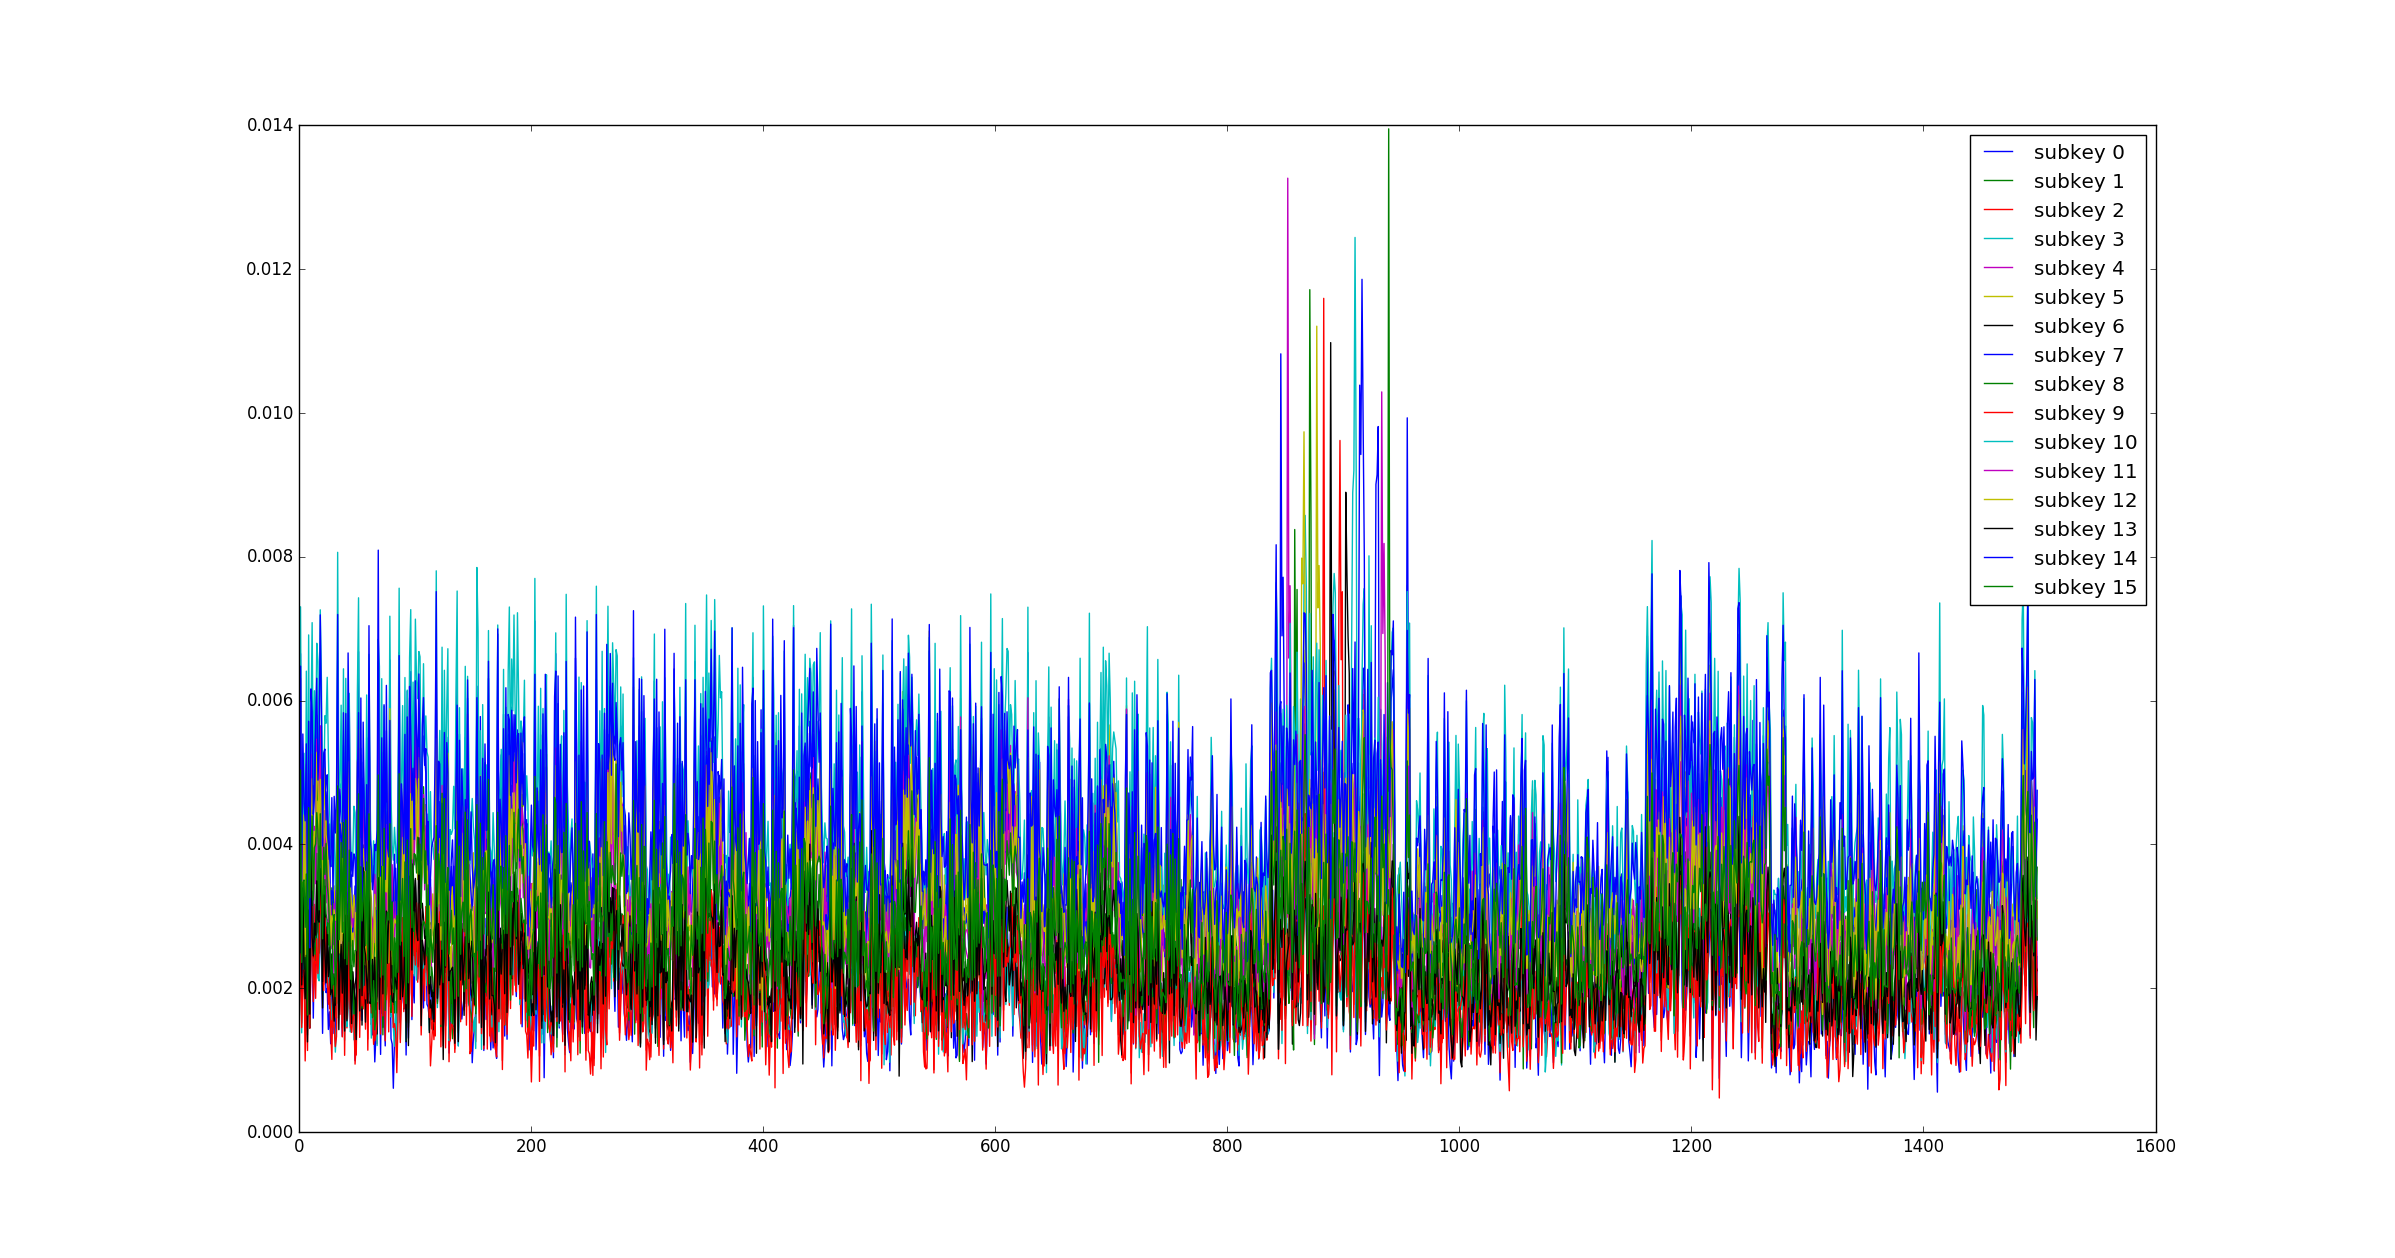 0.014
0.012
0.010
0.008
0.006
0.004
0.002
0.000
0 200 400 600 800 1000 1200 1400 1600
subkey 0
subkey 1
subkey 2
subkey 3
subkey 4
subkey 5
subkey 6
subkey 7
subkey 8
subkey 9
subkey 10
subkey 11
subkey 12
subkey 13
subkey 14
subkey 15